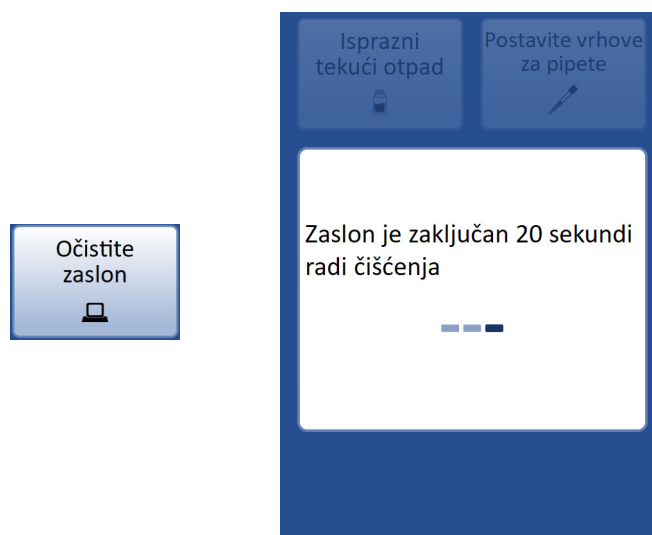 Očistite
zaslon
Isprazni
tekući otpad
Postavite vrhove
za pipete
Zaslon je zaključan 20 sekundi
radi čišćenja